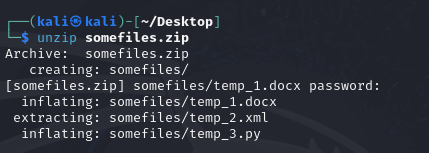 ┌──(kali㉿kali)-[~/Desktop]
└─$ unzip somefiles.zip
Archive:  somefiles.zip
   creating: somefiles/
[somefiles.zip] somefiles/temp_1.docx password:
  inflating: somefiles/temp_1.docx
 extracting: somefiles/temp_2.xml
  inflating: somefiles/temp_3.py